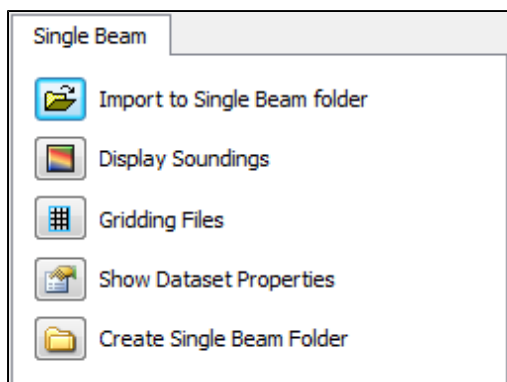 Single Beam
Import to Single Beam folder
Display Soundings
Gridding Files
Show Dataset Properties
Create Single Beam Folder